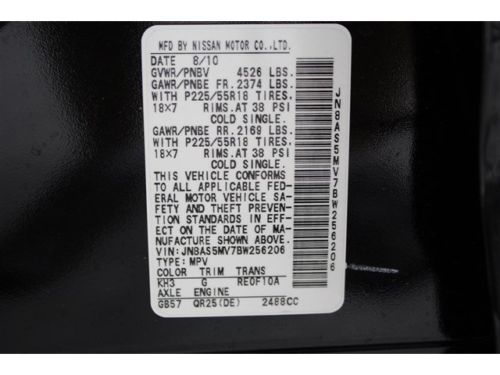 MFD BY NISSAN MOTOR CO.,LTD.
DATE 8/10
GVWR/PNBV 4526 LBS.
GAWR/PNBE FR.2374 LBS.
WITH P225/55R18 TIRES.
18×7 RIMS.AT 38 PSI
COLD SINGLE.
GAWR/PNBE RR.2169 LBS.
WITH P225/55R18 TIRES.
18×7 RIMS.AT 38 PSI
COLD SINGLE.
THIS VEHICLE CONFORMS
TO ALL APPLICABLE FED-
ERAL MOTOR VEHICLE SA-
FETY AND THEFT PREVEN-
TION STANDARDS IN EFF-
ECT ON THE DATE OF MA-
NUFACTURE SHOWN ABOVE.
VIN:JN8AS5MV7BW256206
TYPE:MPV
COLOR TRIM TRANS
KH3 G RE0F10A
AXLE ENGINE
GB57 QR25(DE) 2488CC
JN8AS5MV7BW256206